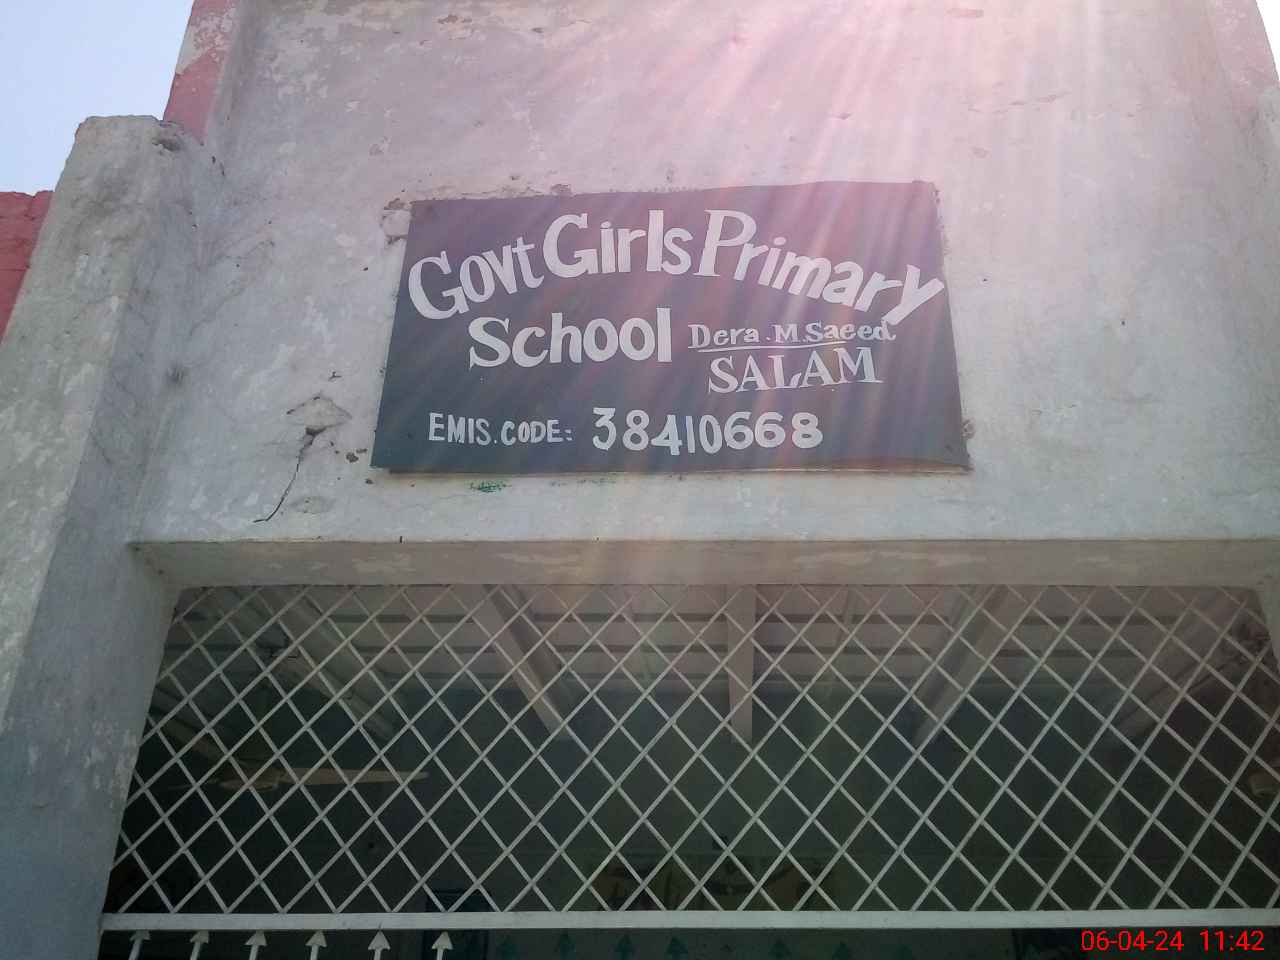 Govt Girls Primary
School Dera.M.Saeed
SALAM
EMIS.CODE: 38410668
06-04-24 11:42